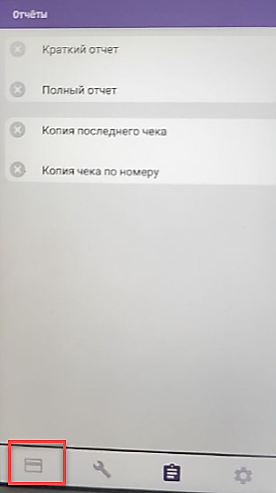 Отчёты
Краткий отчет
Полный отчет
Копия последнего чека
Копия чека по номеру